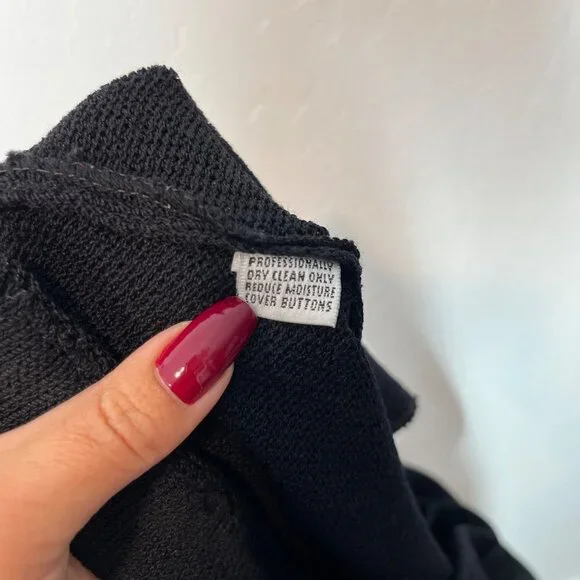 PROFESSIONALLY
DRY CLEAN ONLY
REDUCE MOISTURE
COVER BUTTONS